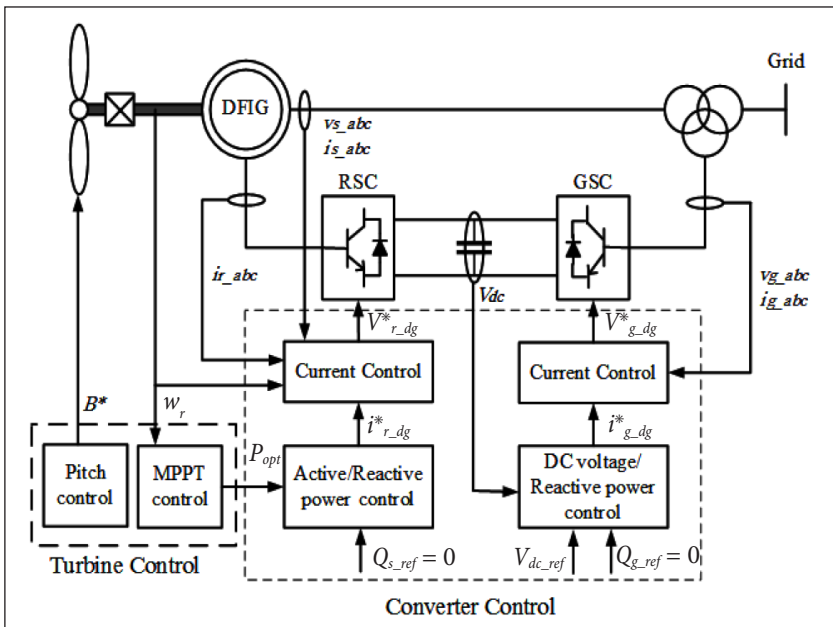 Grid
DFIG
vs_abc
is_abc
RSC
GSC
ir_abc
Vdc
vg_abc
ig_abc
V*r_dg
V*g_dg
Current Control
Current Control
B*
wr
i*r_dg
i*g_dg
Popt
Pitch
control
MPPT
control
Active/Reactive
power control
DC voltage/
Reactive power
control
Turbine Control
Qs_ref = 0
Vdc_ref
Qg_ref = 0
Converter Control